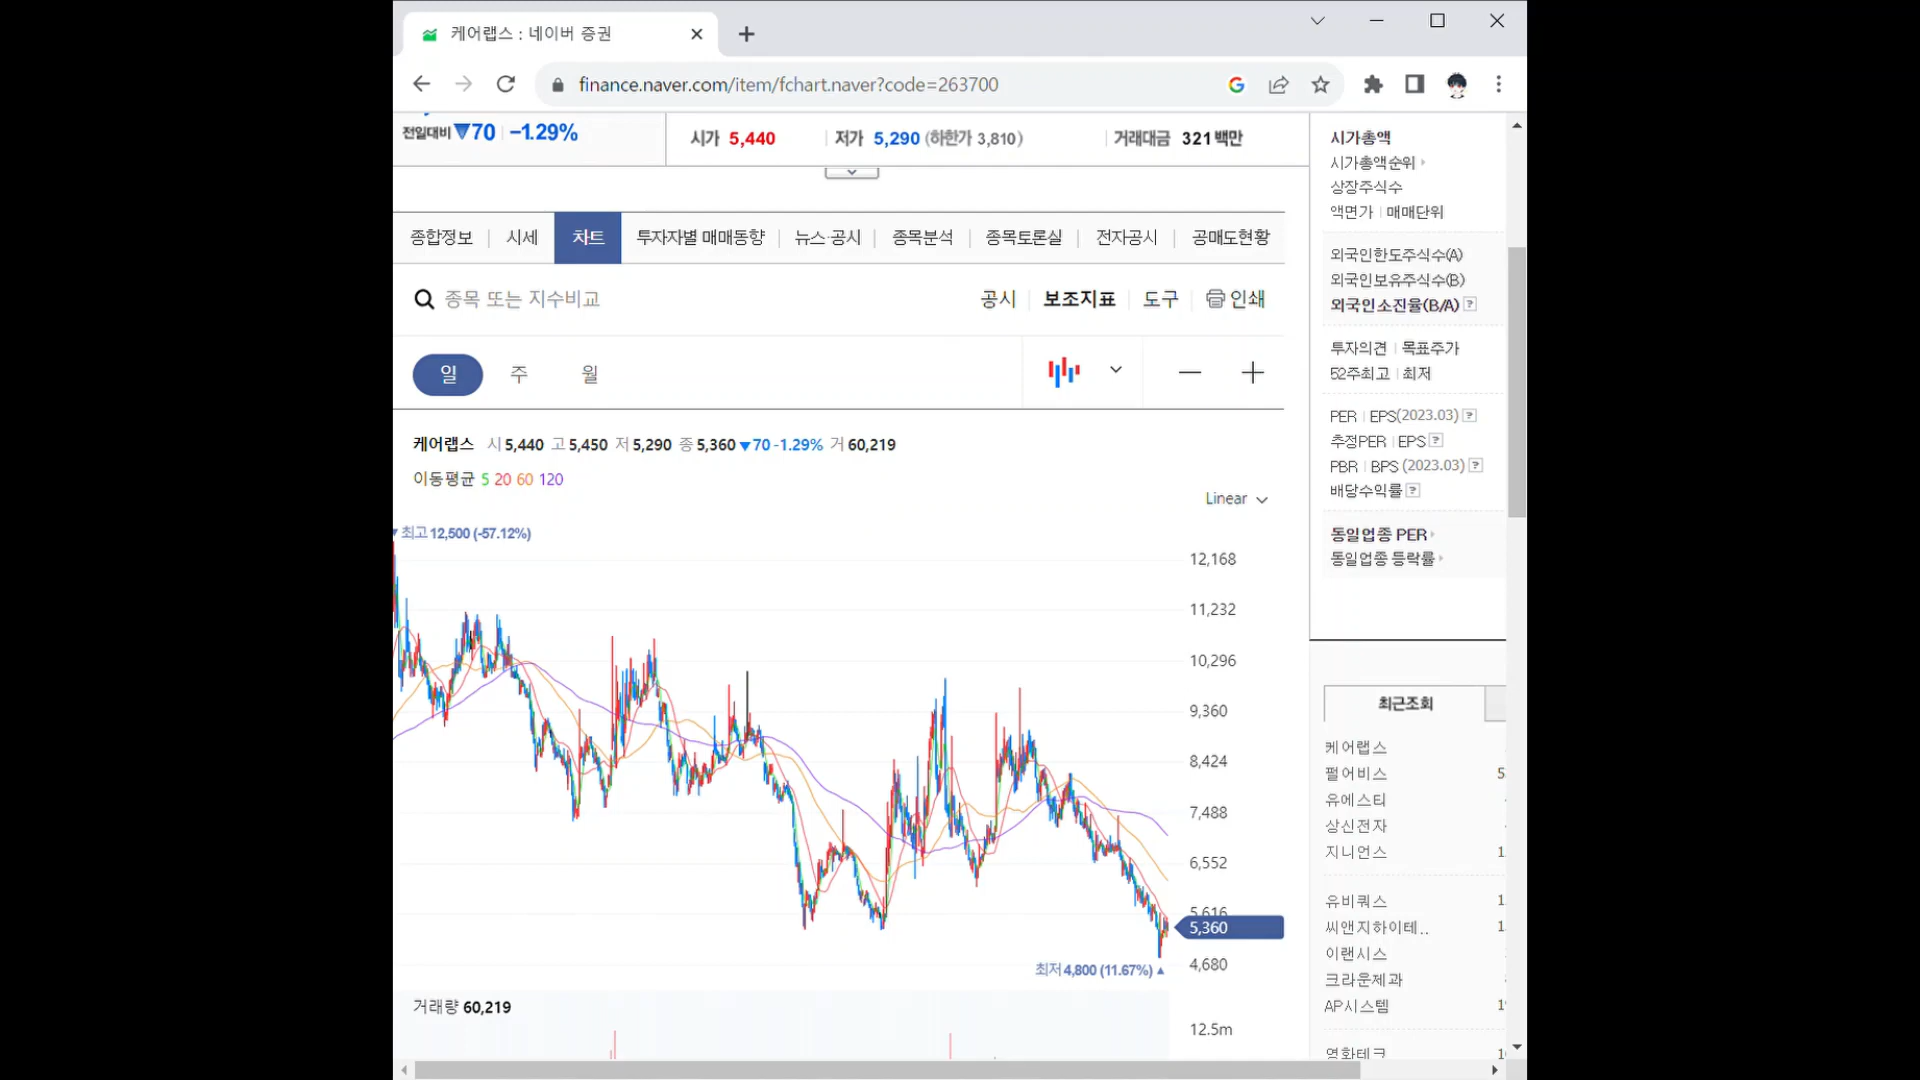 케어랩스 : 네이버 증권
finance.naver.com/item/fchart.naver?code=263700
전일대비 ▼70 -1.29%
시가 5,440 저가 5,290 (하한가 3,810) 거래대금 321 백만
종합정보 시세 차트 투자자별 매매동향 뉴스·공시 종목분석 종목토론실 전자공시 공매도현황
종목 또는 지수비교
공시 보조지표 도구 인쇄
일 주 월
케어랩스 시 5,440 고 5,450 저 5,290 종 5,360 ▼70 -1.29% 거 60,219
이동평균 5 20 60 120
Linear
최고 12,500 (-57.12%)
12,168
11,232
10,296
9,360
8,424
7,488
6,552
5,616
5,360
4,680
최저 4,800 (11.67%)
거래량 60,219
12.5m
시가총액
시가총액순위
상장주식수
액면가 매매단위
외국인한도주식수(A)
외국인보유주식수(B)
외국인소진율(B/A)
투자의견 목표주가
52주최고 최저
PER EPS(2023.03)
추정PER EPS
PBR BPS (2023.03)
배당수익률
동일업종 PER
동일업종 등락률
최근조회
케어랩스
펄어비스
유에스티
상신전자
지니언스
유비쿼스
씨앤지하이테..
이랜시스
크라운제과
AP시스템
영화테크